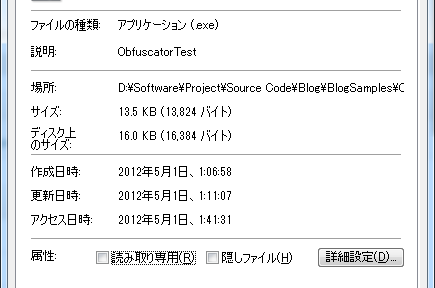 ファイルの種類: アプリケーション (.exe)
説明: ObfuscatorTest
場所: D:¥Software¥Project¥Source Code¥Blog¥BlogSamples¥
サイズ: 13.5 KB (13,824 バイト)
ディスク上
のサイズ: 16.0 KB (16,384 バイト)
作成日時: 2012年5月1日、1:06:58
更新日時: 2012年5月1日、1:11:07
アクセス日時: 2012年5月1日、1:41:31
属性: 読み取り専用(R) 隠しファイル(H) 詳細設定(D)...